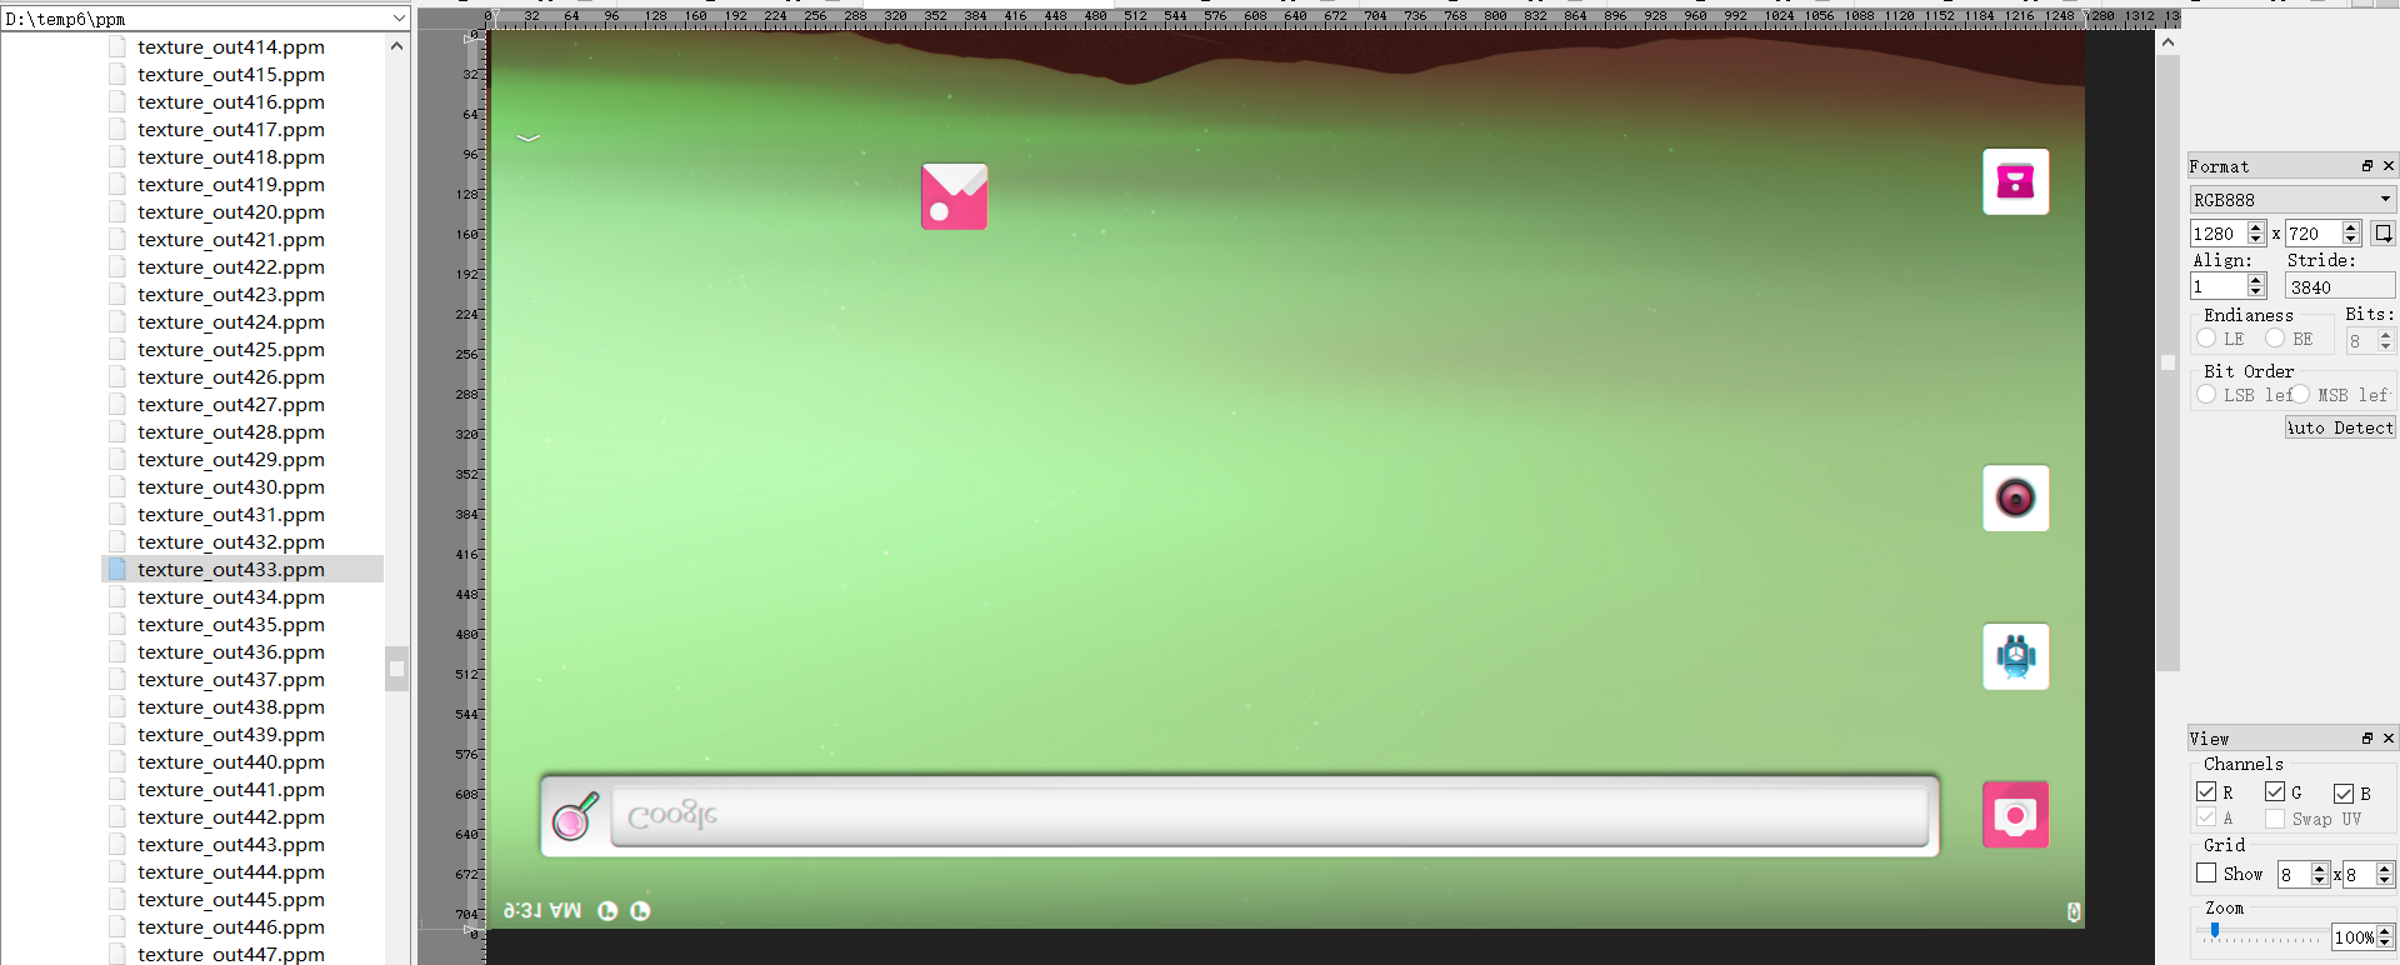 D:\temp6\ppm
texture_out414.ppm
texture_out415.ppm
texture_out416.ppm
texture_out417.ppm
texture_out418.ppm
texture_out419.ppm
texture_out420.ppm
texture_out421.ppm
texture_out422.ppm
texture_out423.ppm
texture_out424.ppm
texture_out425.ppm
texture_out426.ppm
texture_out427.ppm
texture_out428.ppm
texture_out429.ppm
texture_out430.ppm
texture_out431.ppm
texture_out432.ppm
texture_out433.ppm
texture_out434.ppm
texture_out435.ppm
texture_out436.ppm
texture_out437.ppm
texture_out438.ppm
texture_out439.ppm
texture_out440.ppm
texture_out441.ppm
texture_out442.ppm
texture_out443.ppm
texture_out444.ppm
texture_out445.ppm
texture_out446.ppm
texture_out447.ppm
0 32 64 96 128 160 192 224 256 288 320 352 384 416 448 480 512 544 576 608 640 672 704 736 768 800 832 864 896 928 960 992 1024 1056 1088 1120 1152 1184 1216 1248 1280 1312
0
32
64
96
128
160
192
224
256
288
320
352
384
416
448
480
512
544
576
608
640
672
704
0
Google
9:31 AM
Format
RGB888
1280 x 720
Align: Stride:
1 3840
Endianess Bits:
LE BE 8
Bit Order
LSB lef MSB lef
Auto Detect
View
Channels
R G B
A Swap UV
Grid
Show 8 x 8
Zoom
100%